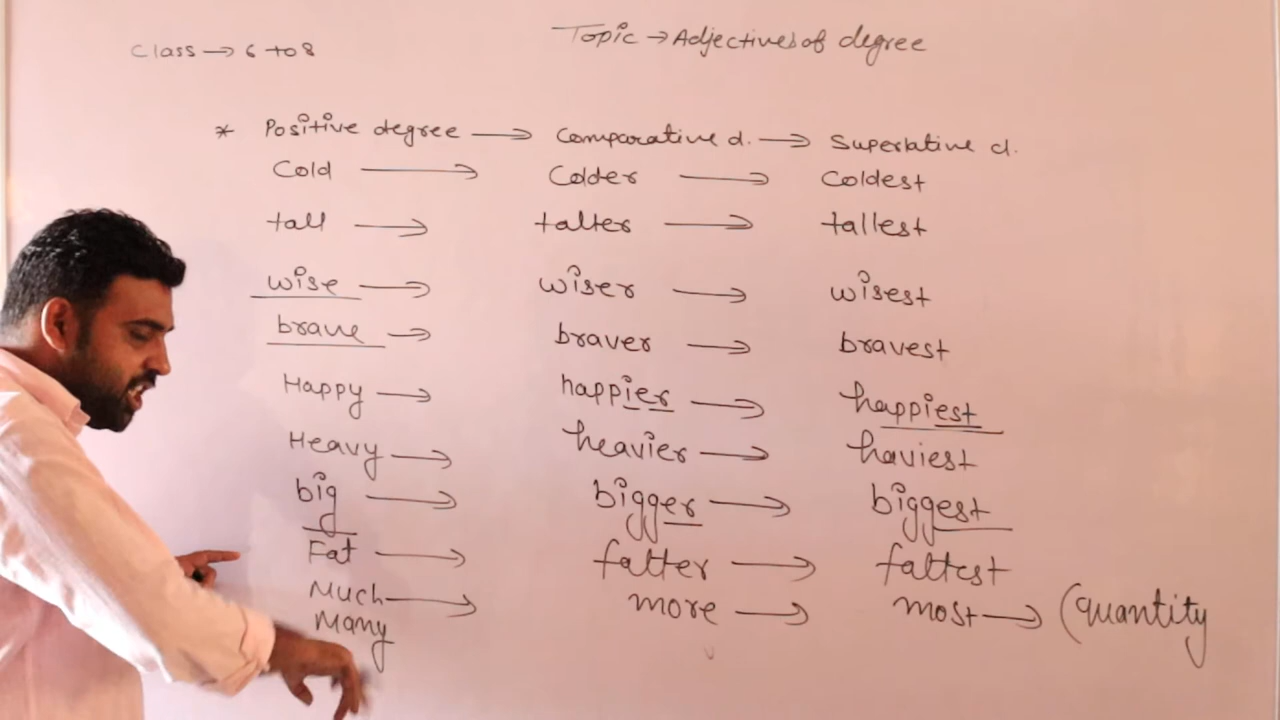 Class → 6 to 8
Topic → Adjectives of degree
* Positive degree → Comparative d. → Superlative d.
Cold → Colder → Coldest
tall → taller → tallest
wise → wiser → wisest
brave → braver → bravest
Happy → happier → happiest
Heavy → heavier → haviest
big → bigger → biggest
Fat → fatter → fattest
Much → more → most → (quantity
Many